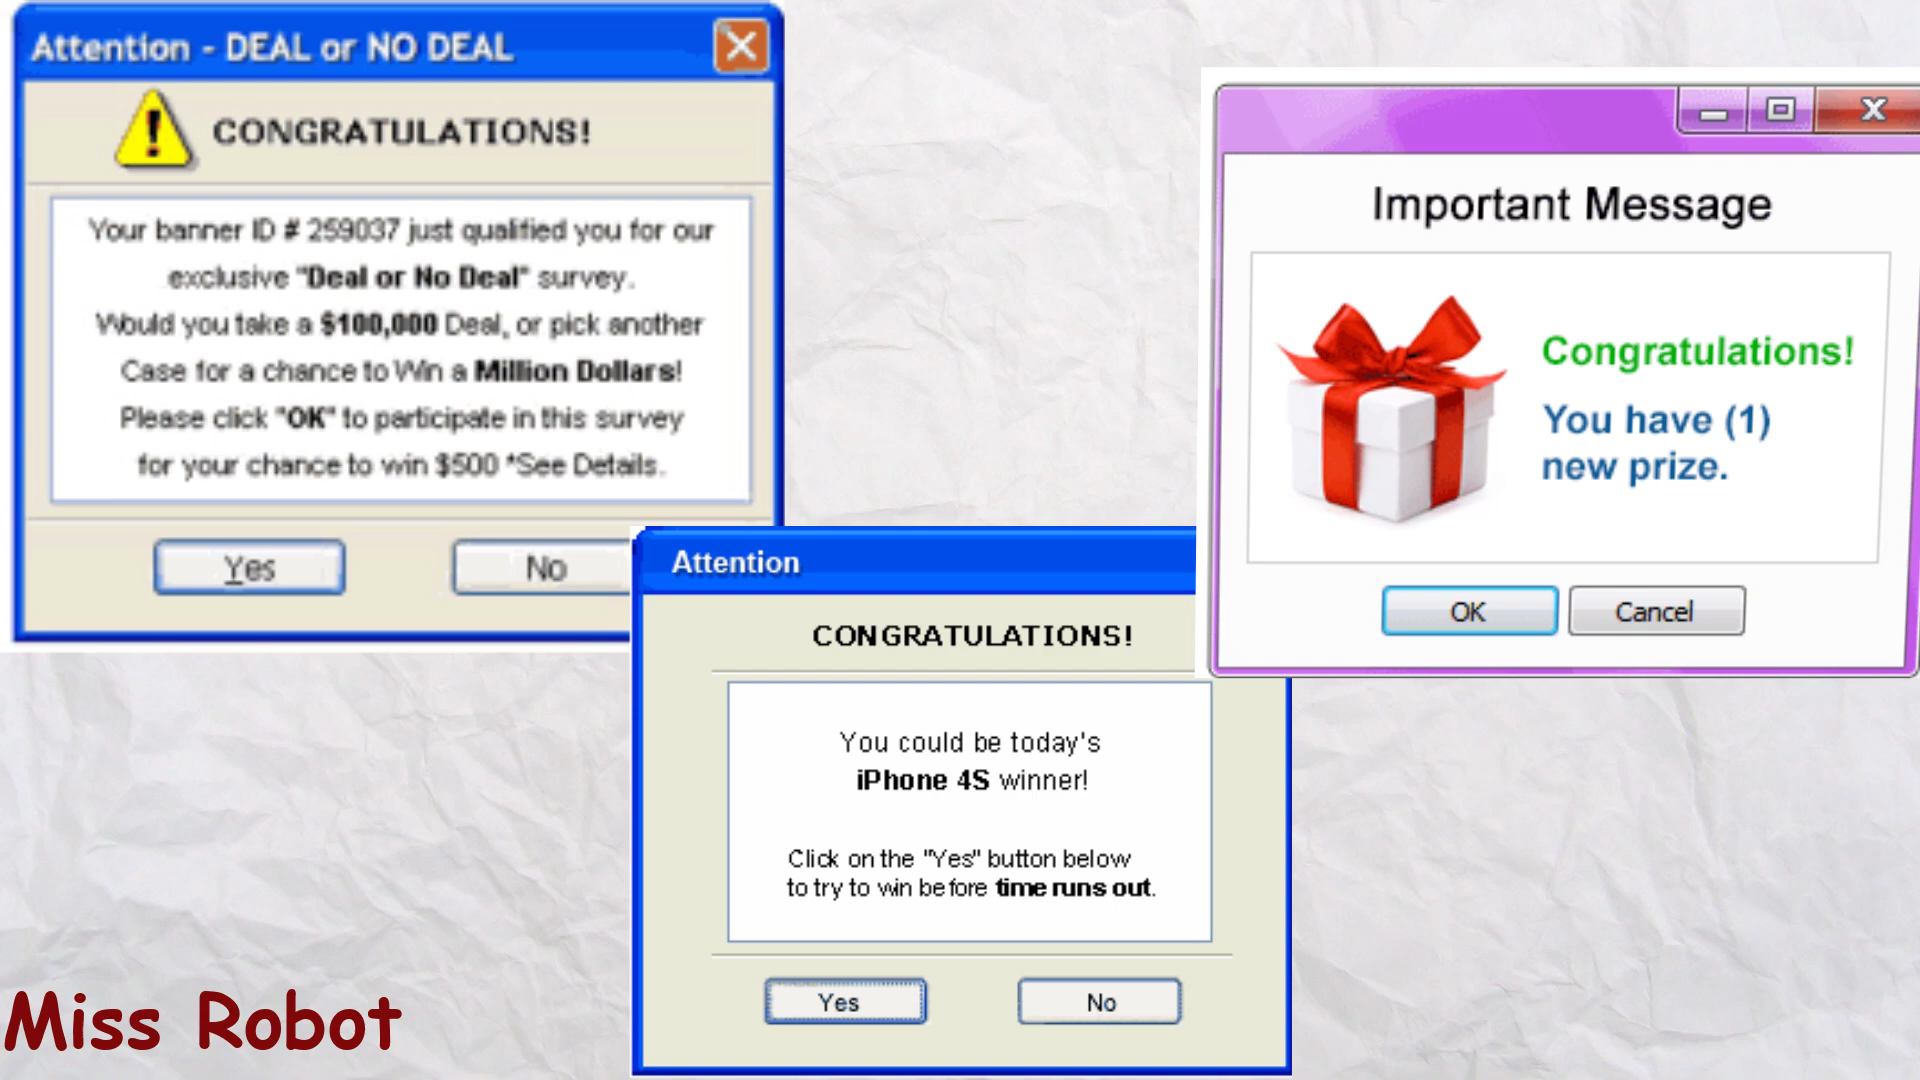 Attention - DEAL or NO DEAL
CONGRATULATIONS!
Your banner ID # 259037 just qualified you for our
exclusive "Deal or No Deal" survey.
Would you take a $100,000 Deal, or pick another
Case for a chance to Win a Million Dollars!
Please click "OK" to participate in this survey
for your chance to win $500 *See Details.
Yes
No
Attention
CONGRATULATIONS!
You could be today's
iPhone 4S winner!
Click on the "Yes" button below
to try to win before time runs out.
Yes
No
Important Message
Congratulations!
You have (1)
new prize.
OK
Cancel
Miss Robot